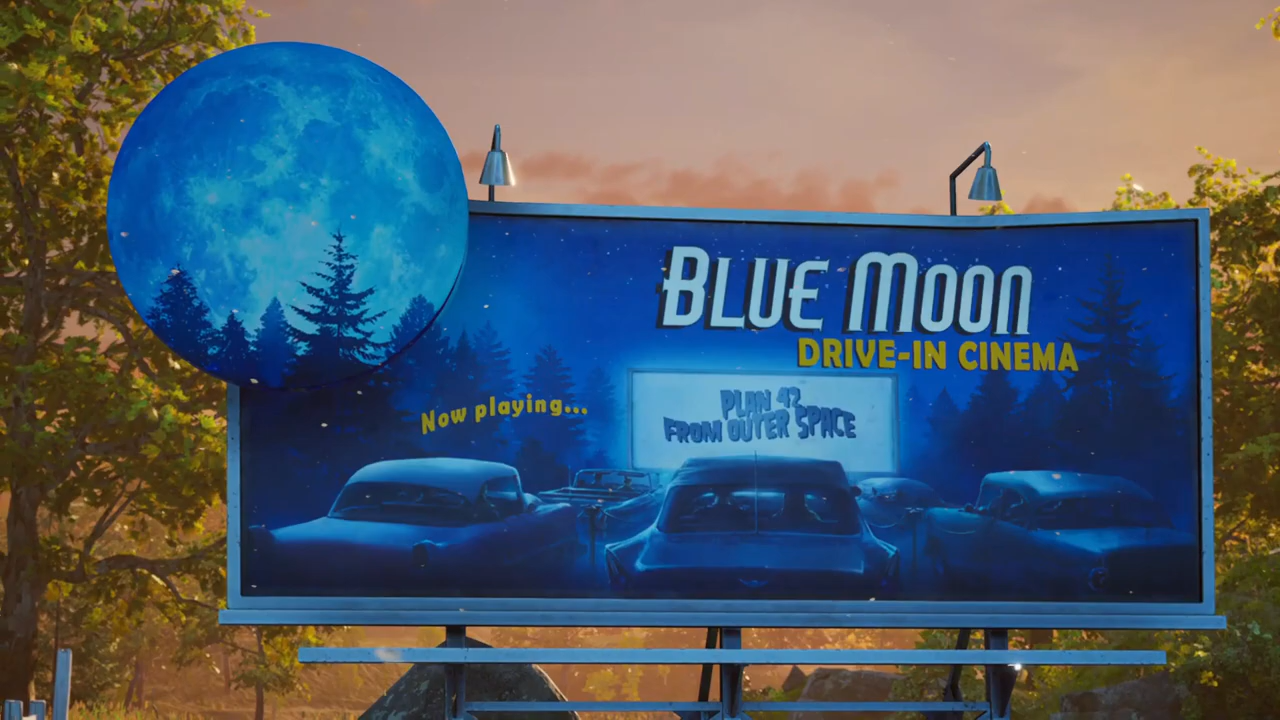 Blue Moon
DRIVE-IN CINEMA
Now playing...
PLAN 42
FROM OUTER SPACE